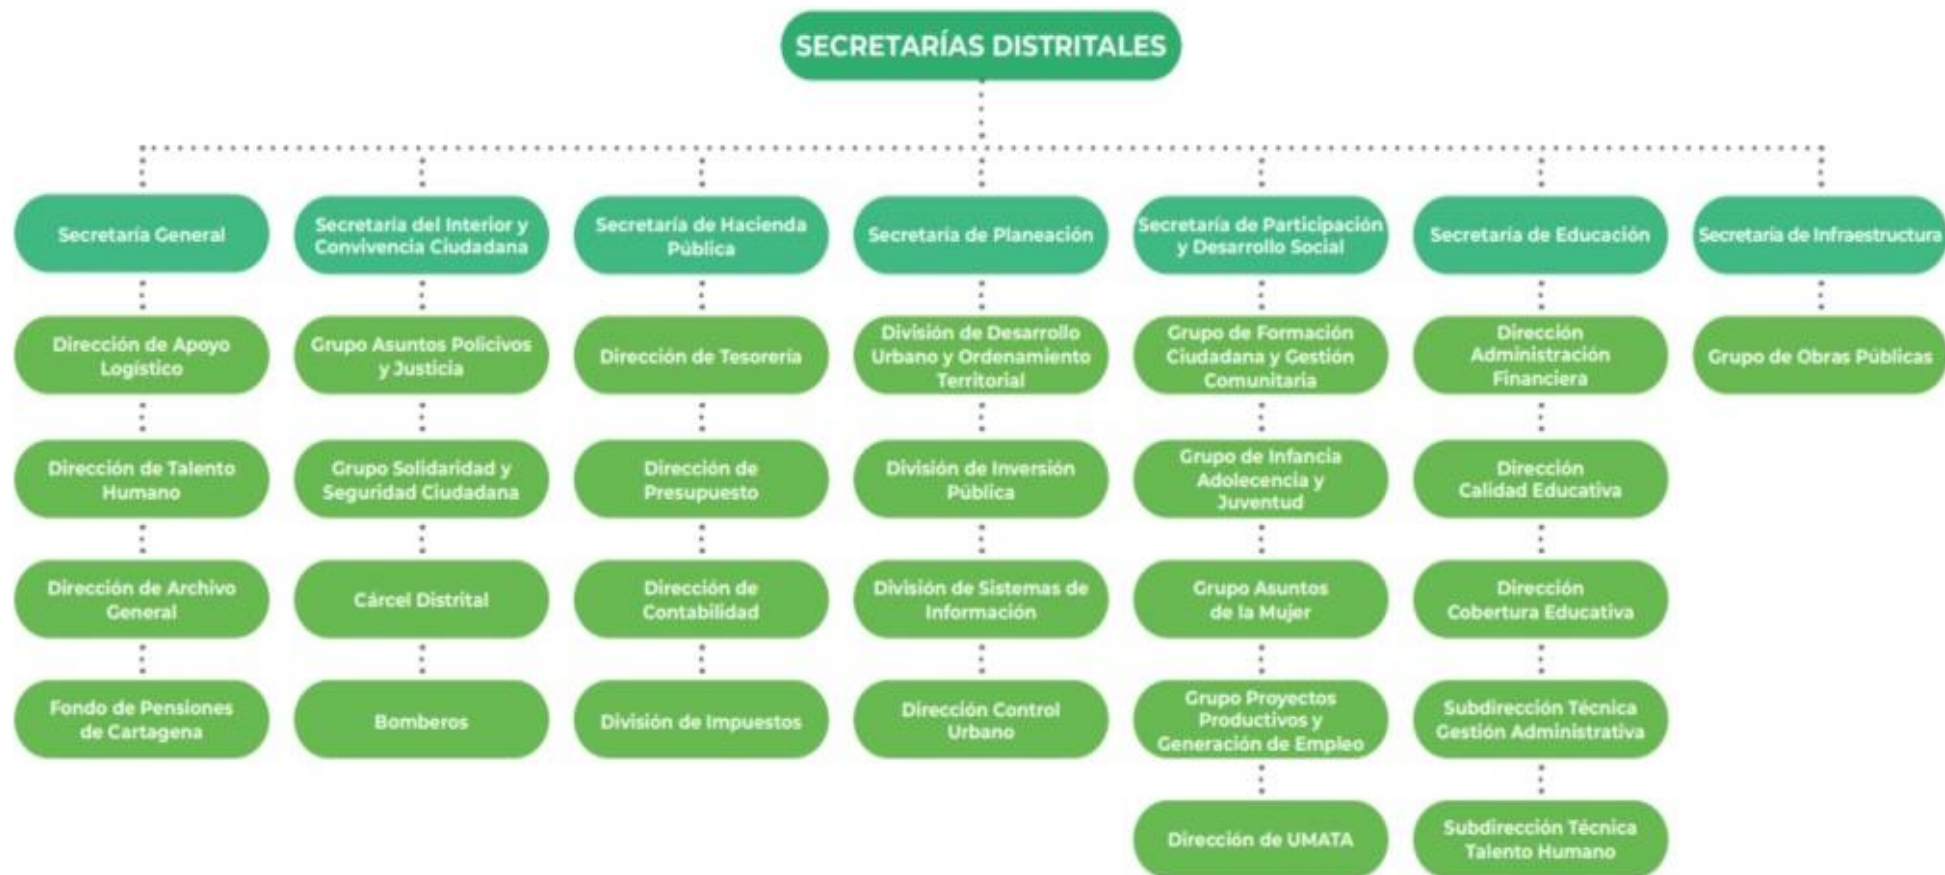 SECRETARÍAS DISTRITALES
Secretaría General
Dirección de Apoyo
Logístico
Dirección de Talento
Humano
Dirección de Archivo
General
Fondo de Pensiones
de Cartagena
Secretaría del Interior y
Convivencia Ciudadana
Grupo Asuntos Policivos
y Justicia
Grupo Solidaridad y
Seguridad Ciudadana
Cárcel Distrital
Bomberos
Secretaría de Hacienda
Pública
Dirección de Tesorería
Dirección de
Presupuesto
Dirección de
Contabilidad
División de Impuestos
Secretaría de Planeación
División de Desarrollo
Urbano y Ordenamiento
Territorial
División de Inversión
Pública
División de Sistemas de
Información
Dirección Control
Urbano
Secretaría de Participación
y Desarrollo Social
Grupo de Formación
Ciudadana y Gestión
Comunitaria
Grupo de Infancia
Adolecencia y
Juventud
Grupo Asuntos
de la Mujer
Grupo Proyectos
Productivos y
Generación de Empleo
Dirección de UMATA
Secretaría de Educación
Dirección
Administración
Financiera
Dirección
Calidad Educativa
Dirección
Cobertura Educativa
Subdirección Técnica
Gestión Administrativa
Subdirección Técnica
Talento Humano
Secretaría de Infraestructura
Grupo de Obras Públicas